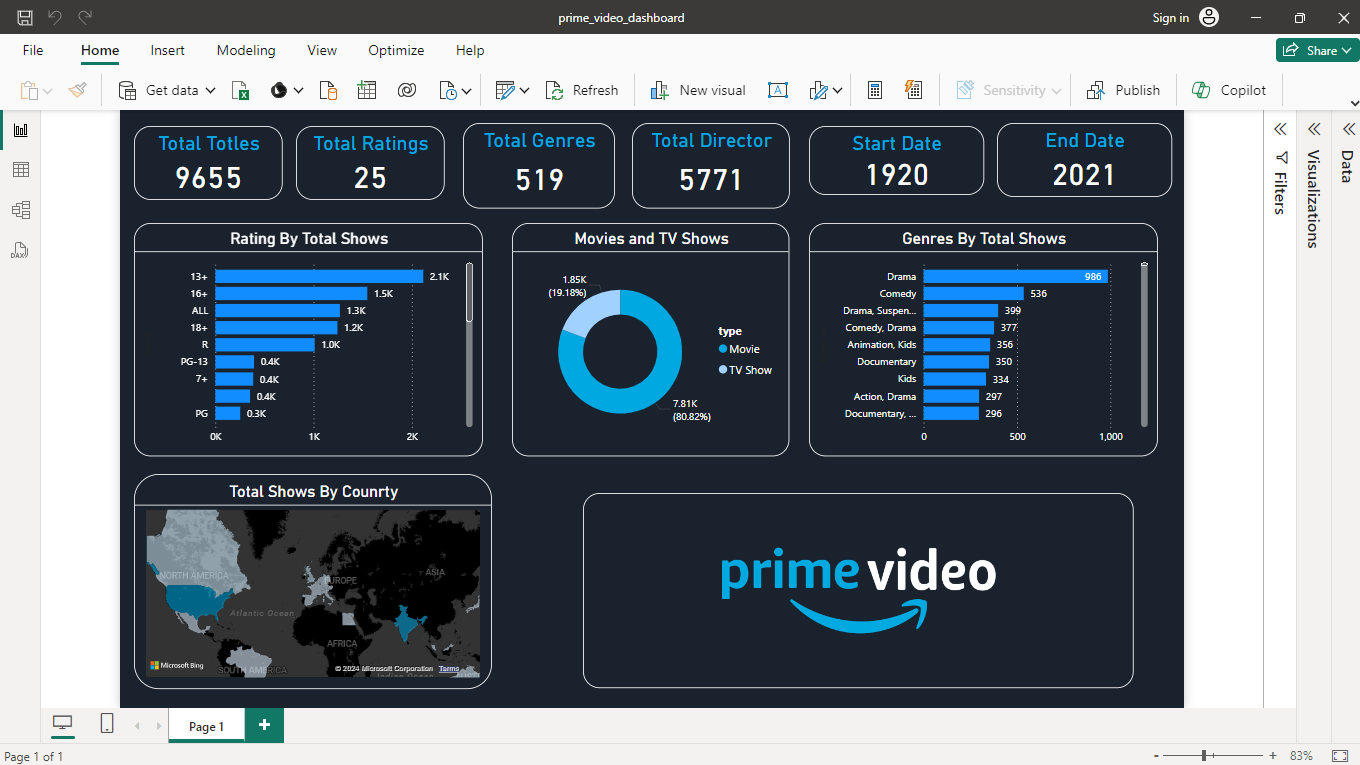 prime_video_dashboard
Sign in
File
Home
Insert
Modeling
View
Optimize
Help
Share
Get data
Refresh
New visual
Sensitivity
Publish
Copilot
Total Totles
9655
Total Ratings
25
Total Genres
519
Total Director
5771
Start Date
1920
End Date
2021
Filters
Visualizations
Data
DAX
Rating By Total Shows
13+ 2.1K
16+ 1.5K
ALL 1.3K
18+ 1.2K
R 1.0K
PG-13 0.4K
7+ 0.4K
0.4K
PG 0.3K
0K 1K 2K
Movies and TV Shows
1.85K
(19.18%)
7.81K
(80.82%)
type
Movie
TV Show
Genres By Total Shows
Drama 986
Comedy 536
Drama, Suspen... 399
Comedy, Drama 377
Animation, Kids 356
Documentary 350
Kids 334
Action, Drama 297
Documentary, ... 296
0 500 1,000
Total Shows By Counrty
NORTH AMERICA
EUROPE
ASIA
Atlantic Ocean
AFRICA
SOUTH AMERICA
Indian Ocean
Microsoft Bing
© 2024 Microsoft Corporation Terms
prime video
Page 1
Page 1 of 1
- + 83%